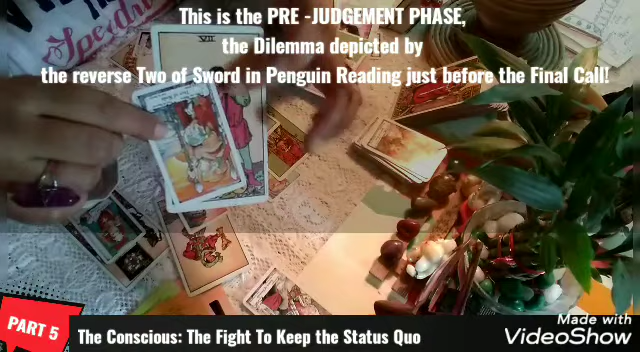 This is the PRE -JUDGEMENT PHASE,
the Dilemma depicted by
the reverse Two of Sword in Penguin Reading just before the Final Call!
VII
Speedrun
PART 5
The Conscious: The Fight To Keep the Status Quo
Made with
VideoShow